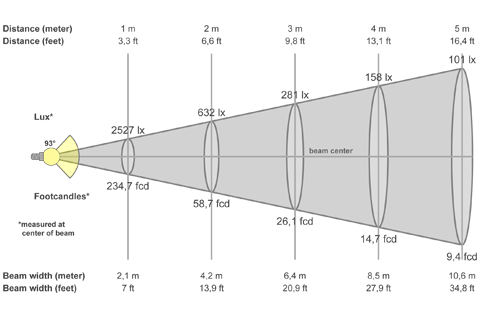 Distance (meter) 1 m 2 m 3 m 4 m 5 m
Distance (feet) 3,3 ft 6,6 ft 9,8 ft 13,1 ft 16,4 ft
101 lx
158 lx
281 lx
632 lx
2527 lx
Lux*
93°
beam center
234,7 fcd
58,7 fcd
26,1 fcd
14,7 fcd
9,4 fcd
Footcandles*
*measured at
center of beam
Beam width (meter) 2,1 m 4,2 m 6,4 m 8,5 m 10,6 m
Beam width (feet) 7 ft 13,9 ft 20,9 ft 27,9 ft 34,8 ft